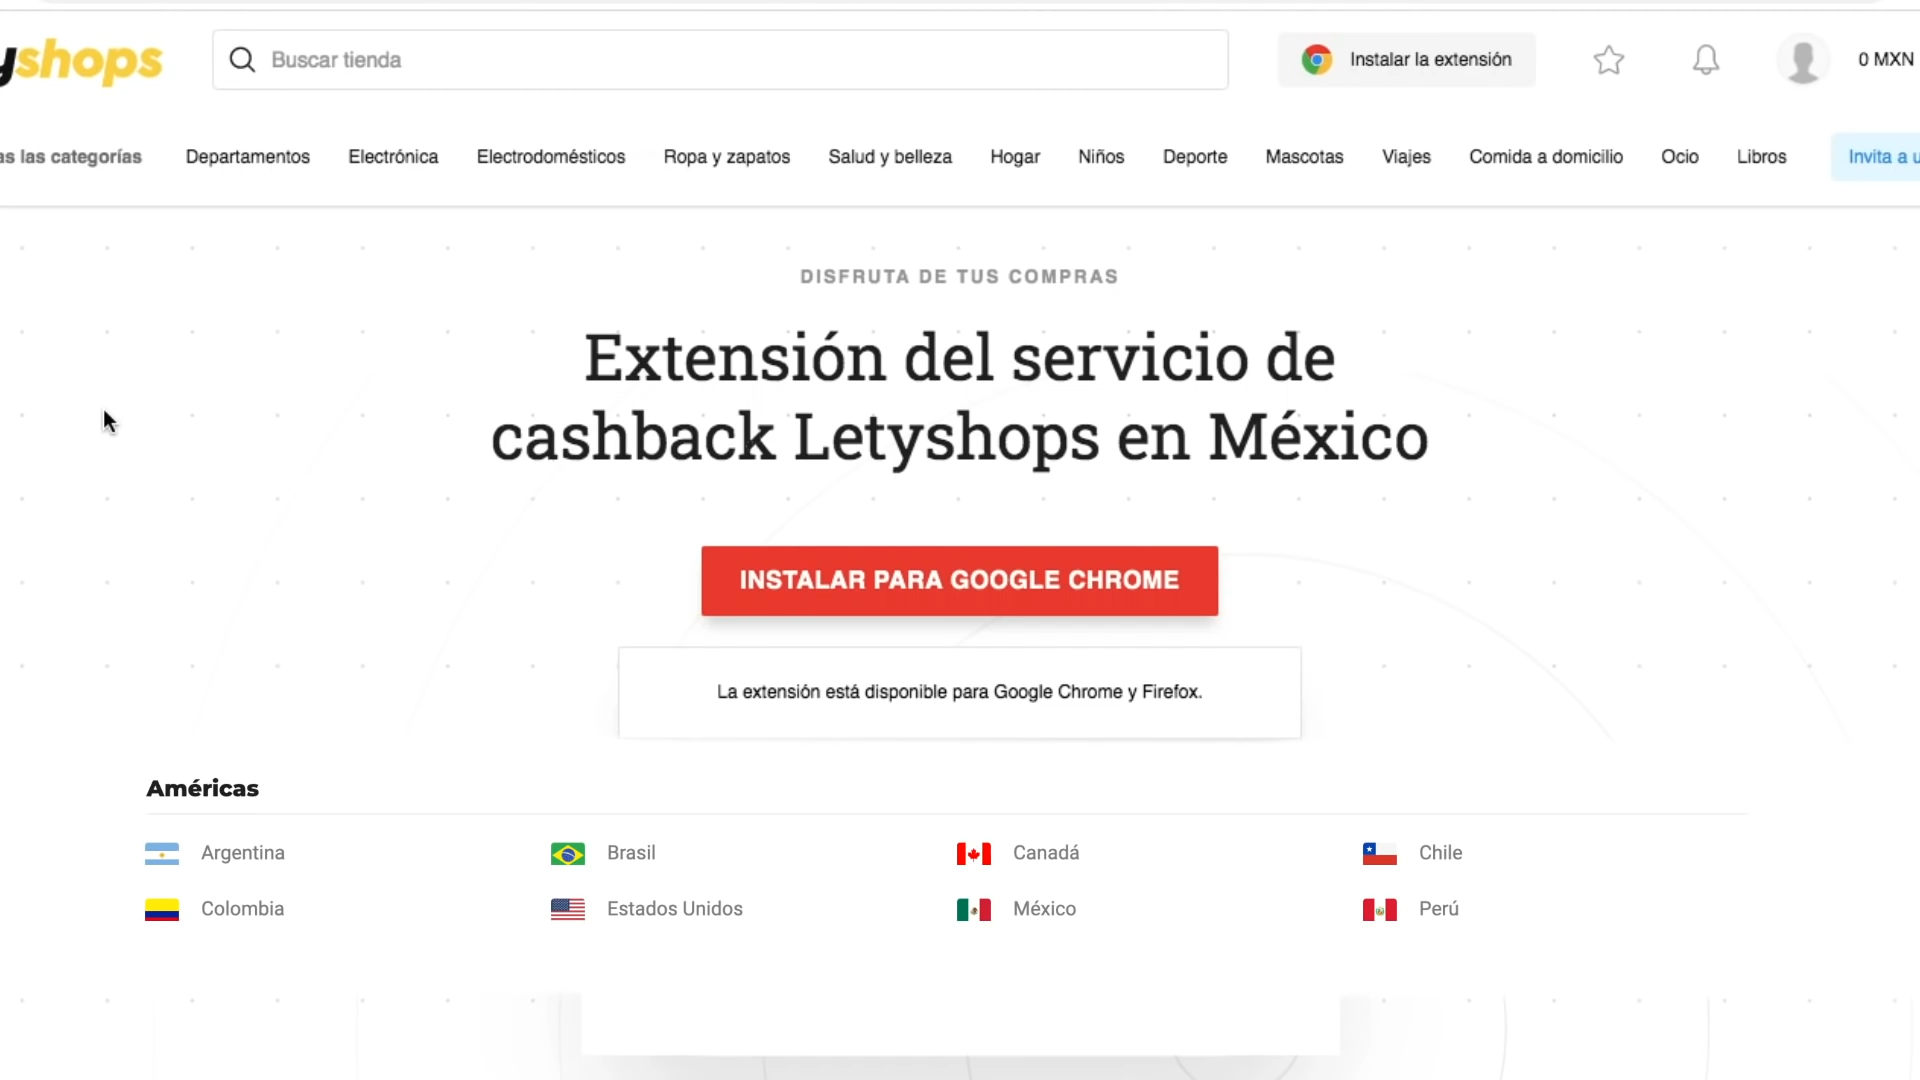 yshops
Buscar tienda
Instalar la extensión
0 MXN
as las categorías
Departamentos
Electrónica
Electrodomésticos
Ropa y zapatos
Salud y belleza
Hogar
Niños
Deporte
Mascotas
Viajes
Comida a domicilio
Ocio
Libros
Invita a u
DISFRUTA DE TUS COMPRAS
Extensión del servicio de
cashback Letyshops en México
INSTALAR PARA GOOGLE CHROME
La extensión está disponible para Google Chrome y Firefox.
Américas
Argentina
Brasil
Canadá
Chile
Colombia
Estados Unidos
México
Perú